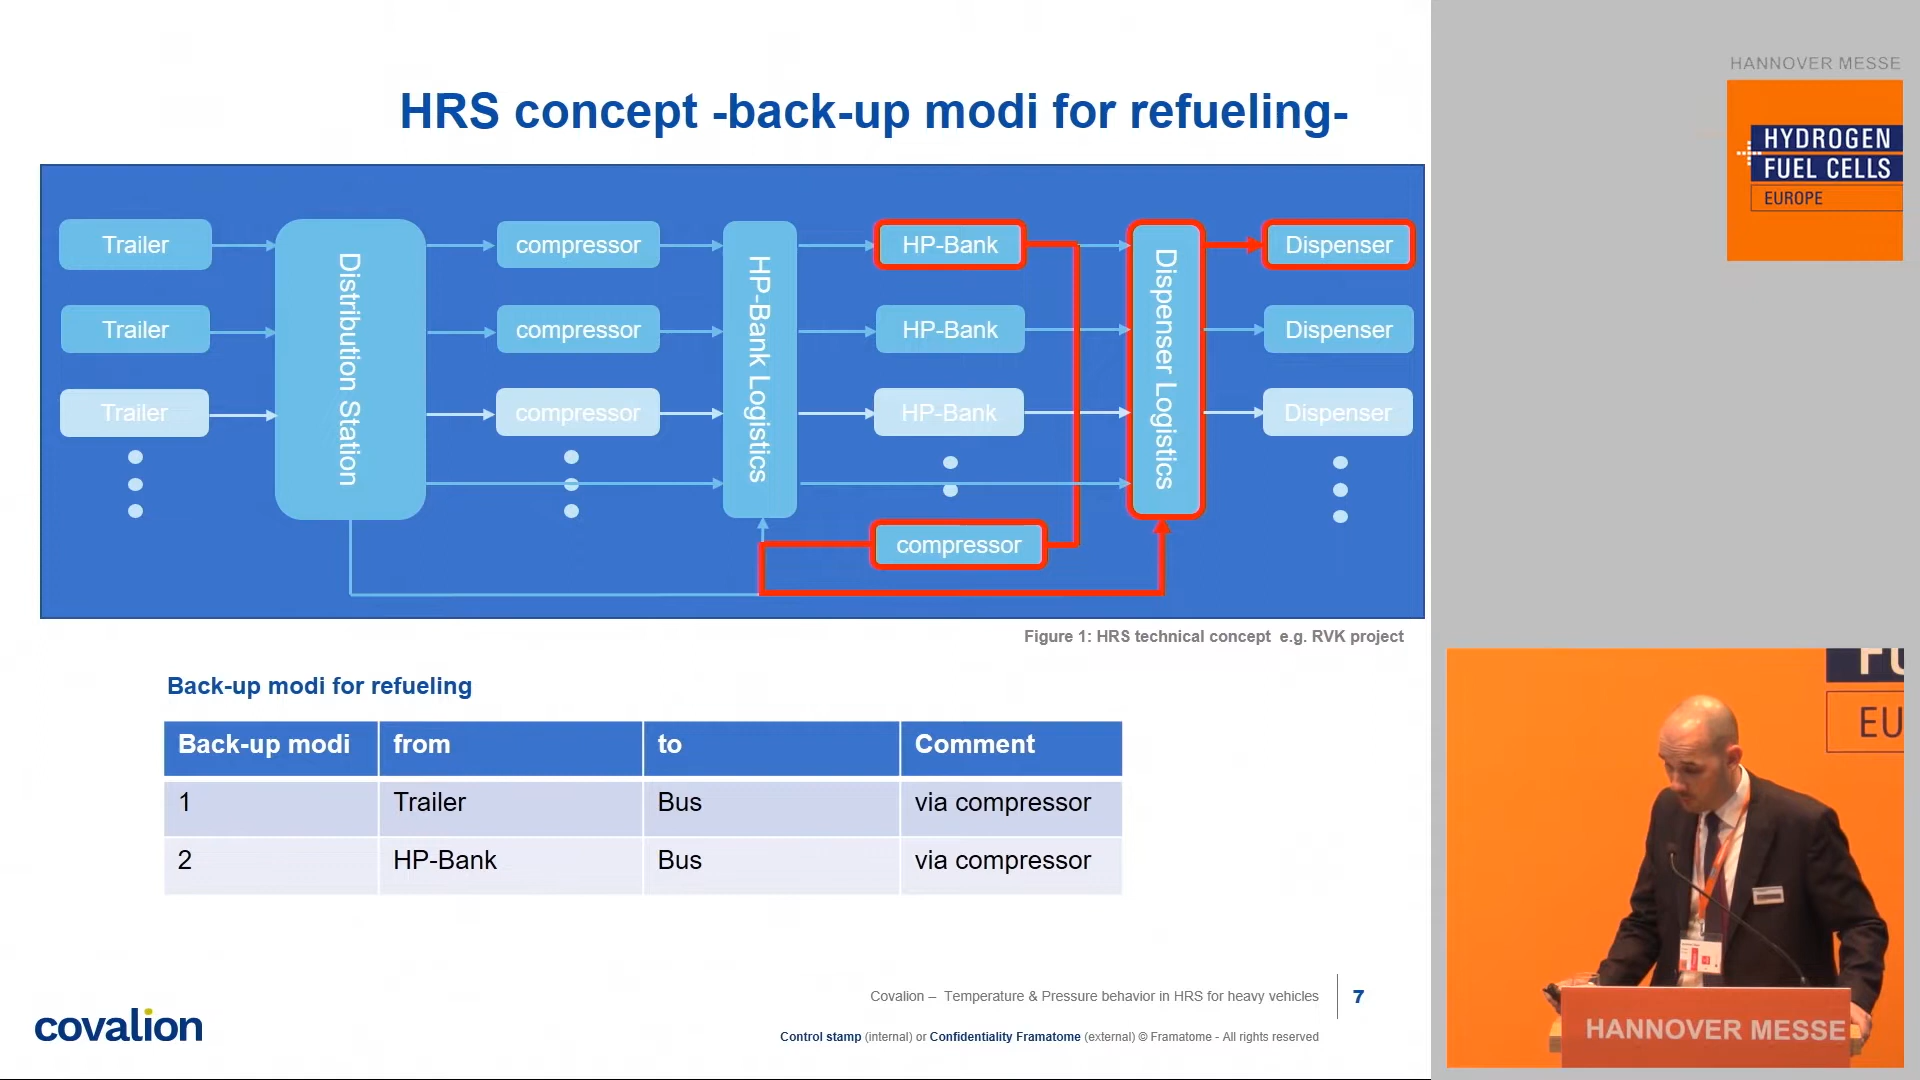 HRS concept -back-up modi for refueling-
Trailer
compressor
HP-Bank
Dispenser
Trailer
compressor
HP-Bank
Dispenser
Trailer
compressor
HP-Bank
Dispenser
Distribution Station
HP-Bank Logistics
Dispenser Logistics
compressor
Figure 1: HRS technical concept e.g. RVK project
Back-up modi for refueling
Back-up modi from to Comment
1 Trailer Bus via compressor
2 HP-Bank Bus via compressor
covalion
Covalion – Temperature & Pressure behavior in HRS for heavy vehicles
7
Control stamp (internal) or Confidentiality Framatome (external) © Framatome - All rights reserved
HANNOVER MESSE
HYDROGEN
FUEL CELLS
EUROPE
FU
EU
HANNOVER MESSE